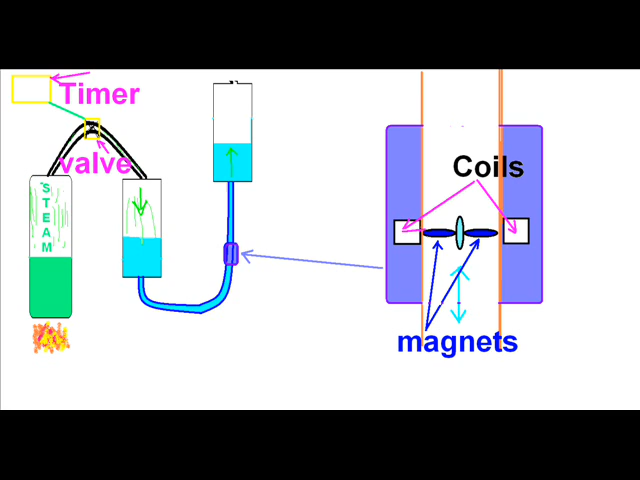 Timer
valve
STEAM
Coils
magnets